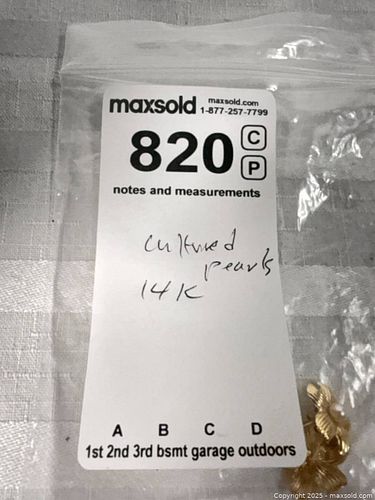 maxsold maxsold.com
1-877-257-7799
820 C
P
notes and measurements
cultured
pearls
14K
A B C D
1st 2nd 3rd bsmt garage outdoors
Copyright 2025 - maxsold.com